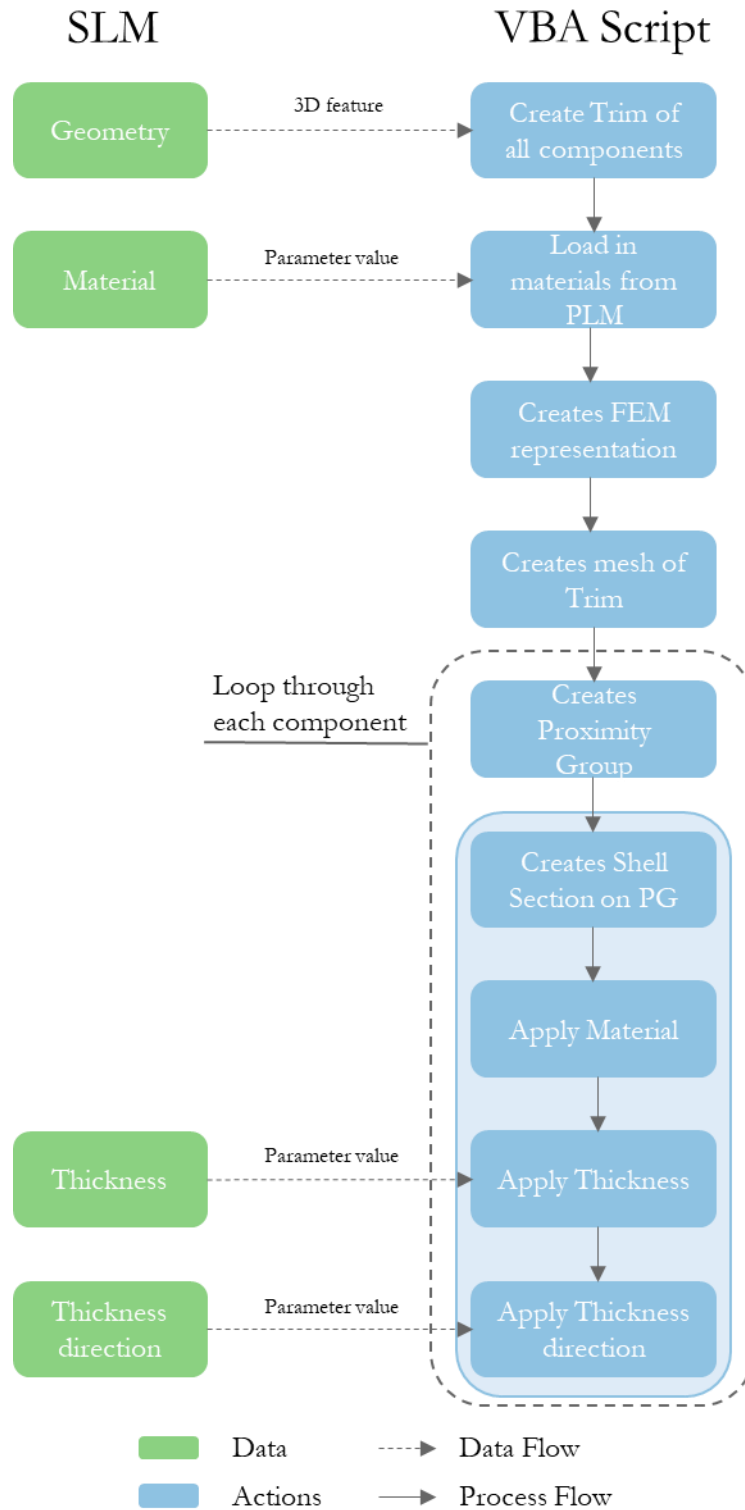 SLM
VBA Script
Geometry
3D feature
Create Trim of
all components
Material
Parameter value
Load in
materials from
PLM
Creates FEM
representation
Creates mesh of
Trim
Loop through
each component
Creates
Proximity
Group
Creates Shell
Section on PG
Apply Material
Thickness
Parameter value
Apply Thickness
Thickness
direction
Parameter value
Apply Thickness
direction
Data
Data Flow
Actions
Process Flow